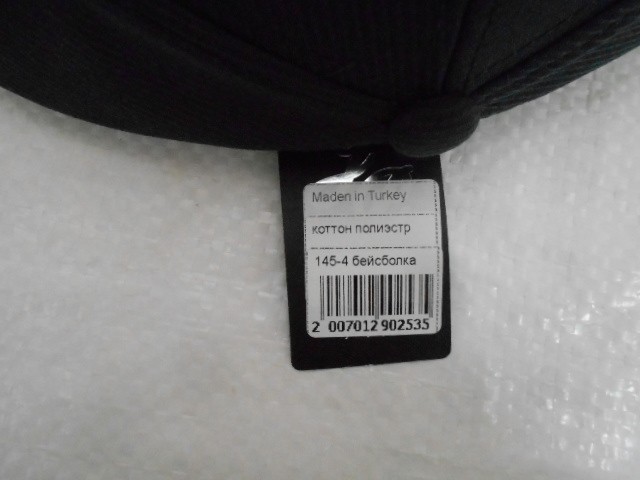 Maden in Turkey
коттон полиэстр
145-4 бейсболка
2 007012 902535